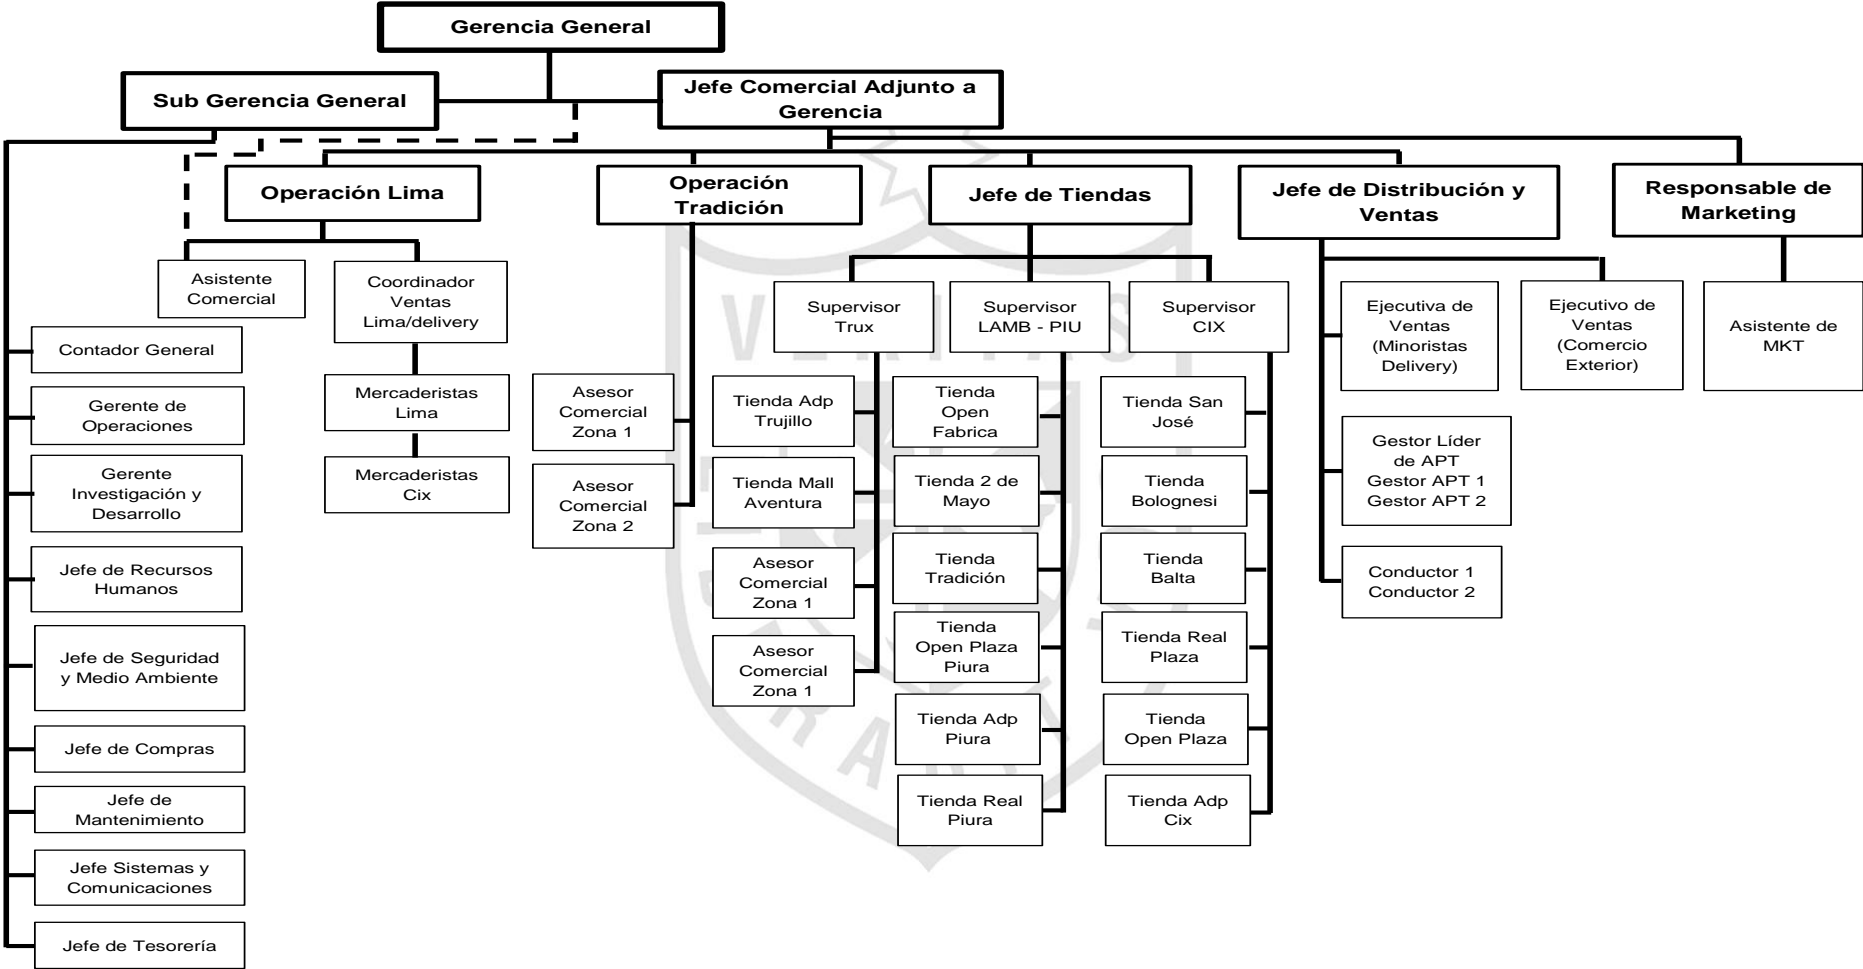 Gerencia General
Sub Gerencia General
Jefe Comercial Adjunto a
Gerencia
Operación Lima
Operación
Tradición
Jefe de Tiendas
Jefe de Distribución y
Ventas
Responsable de
Marketing
Asistente
Comercial
Coordinador
Ventas
Lima/delivery
Mercaderistas
Lima
Mercaderistas
Cix
Contador General
Gerente de
Operaciones
Gerente
Investigación y
Desarrollo
Jefe de Recursos
Humanos
Jefe de Seguridad
y Medio Ambiente
Jefe de Compras
Jefe de
Mantenimiento
Jefe Sistemas y
Comunicaciones
Jefe de Tesorería
Asesor
Comercial
Zona 1
Asesor
Comercial
Zona 2
Supervisor
Trux
Tienda Adp
Trujillo
Tienda Mall
Aventura
Asesor
Comercial
Zona 1
Asesor
Comercial
Zona 1
Supervisor
LAMB - PIU
Tienda
Open
Fabrica
Tienda 2 de
Mayo
Tienda
Tradición
Tienda
Open Plaza
Piura
Tienda Adp
Piura
Tienda Real
Piura
Supervisor
CIX
Tienda San
José
Tienda
Bolognesi
Tienda
Balta
Tienda Real
Plaza
Tienda
Open Plaza
Tienda Adp
Cix
Ejecutiva de
Ventas
(Minoristas
Delivery)
Ejecutivo de
Ventas
(Comercio
Exterior)
Gestor Líder
de APT
Gestor APT 1
Gestor APT 2
Conductor 1
Conductor 2
Asistente de
MKT